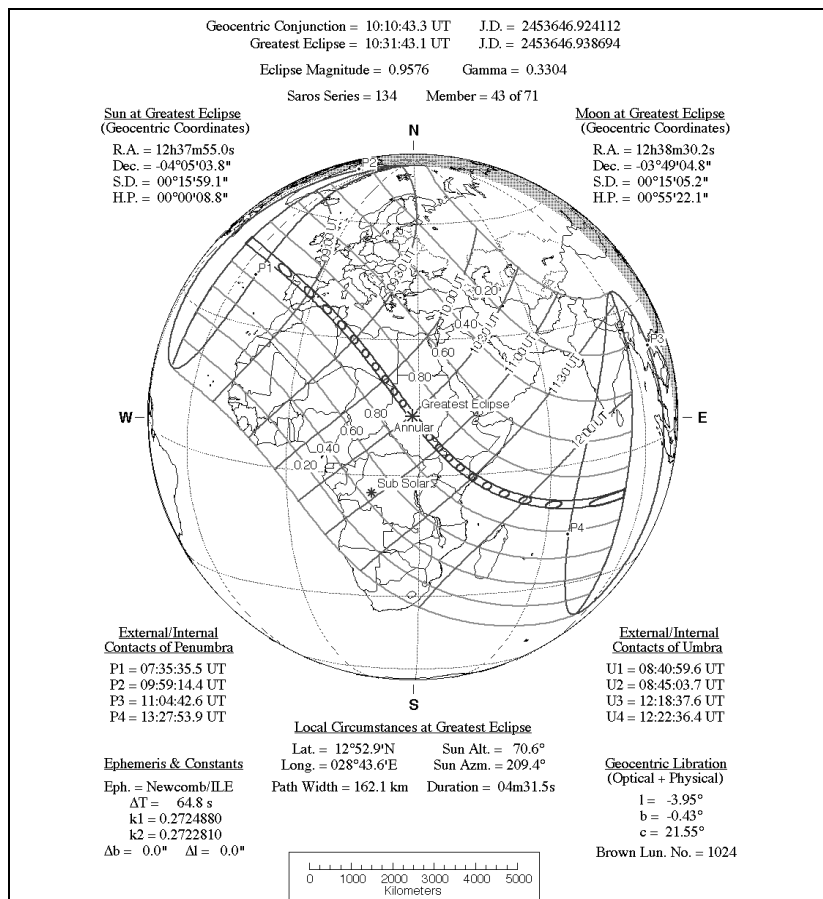 Geocentric Conjunction = 10:10:43.3 UT J.D. = 2453646.924112
Greatest Eclipse = 10:31:43.1 UT J.D. = 2453646.938694
Eclipse Magnitude = 0.9576 Gamma = 0.3304
Saros Series = 134 Member = 43 of 71
Sun at Greatest Eclipse
(Geocentric Coordinates)
R.A. = 12h37m55.0s
Dec. = -04°05'03.8"
S.D. = 00°15'59.1"
H.P. = 00°00'08.8"
Moon at Greatest Eclipse
(Geocentric Coordinates)
R.A. = 12h38m30.2s
Dec. = -03°49'04.8"
S.D. = 00°15'05.2"
H.P. = 00°55'22.1"
N
P2
P1
09:00 UT
09:30 UT
10:00 UT
10:30 UT
11:00 UT
11:30 UT
12:00 UT
0.20
0.40
0.60
0.80
P3
W
E
Greatest Eclipse
Annular
0.80
0.60
0.40
0.20
Sub Solar
P4
S
External/Internal
Contacts of Penumbra
P1 = 07:35:35.5 UT
P2 = 09:59:14.4 UT
P3 = 11:04:42.6 UT
P4 = 13:27:53.9 UT
External/Internal
Contacts of Umbra
U1 = 08:40:59.6 UT
U2 = 08:45:03.7 UT
U3 = 12:18:37.6 UT
U4 = 12:22:36.4 UT
Local Circumstances at Greatest Eclipse
Lat. = 12°52.9'N Sun Alt. = 70.6°
Long. = 028°43.6'E Sun Azm. = 209.4°
Path Width = 162.1 km Duration = 04m31.5s
Ephemeris & Constants
Eph. = Newcomb/ILE
ΔT = 64.8 s
k1 = 0.2724880
k2 = 0.2722810
Δb = 0.0" Δl = 0.0"
Geocentric Libration
(Optical + Physical)
l = -3.95°
b = -0.43°
c = 21.55°
Brown Lun. No. = 1024
0 1000 2000 3000 4000 5000
Kilometers